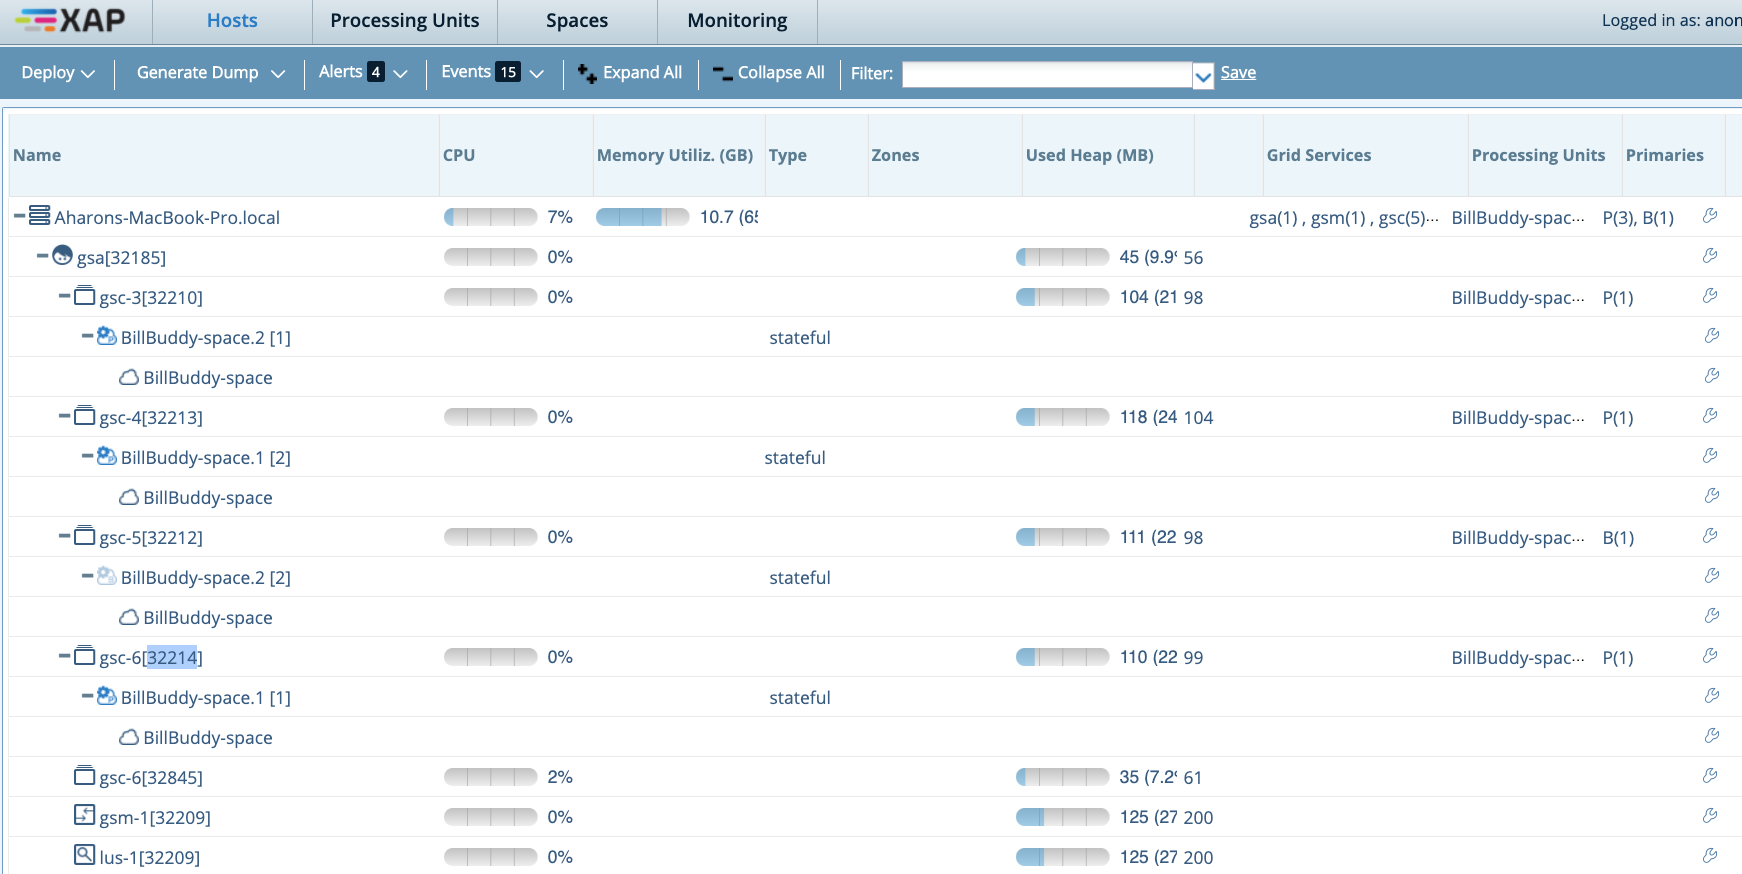 XAP Hosts Processing Units Spaces Monitoring Logged in as: anon
Deploy Generate Dump Alerts 4 Events 15 Expand All Collapse All Filter: Save
Name CPU Memory Utiliz. (GB) Type Zones Used Heap (MB) Grid Services Processing Units Primaries
Aharons-MacBook-Pro.local 7% 10.7 (65 gsa(1) , gsm(1) , gsc(5)... BillBuddy-spac... P(3), B(1)
gsa[32185] 0% 45 (9.9% 56
gsc-3[32210] 0% 104 (21 98 BillBuddy-spac... P(1)
BillBuddy-space.2 [1] stateful
BillBuddy-space
gsc-4[32213] 0% 118 (24 104 BillBuddy-spac... P(1)
BillBuddy-space.1 [2] stateful
BillBuddy-space
gsc-5[32212] 0% 111 (22 98 BillBuddy-spac... B(1)
BillBuddy-space.2 [2] stateful
BillBuddy-space
gsc-6[32214] 0% 110 (22 99 BillBuddy-spac... P(1)
BillBuddy-space.1 [1] stateful
BillBuddy-space
gsc-6[32845] 2% 35 (7.2% 61
gsm-1[32209] 0% 125 (27 200
lus-1[32209] 0% 125 (27 200